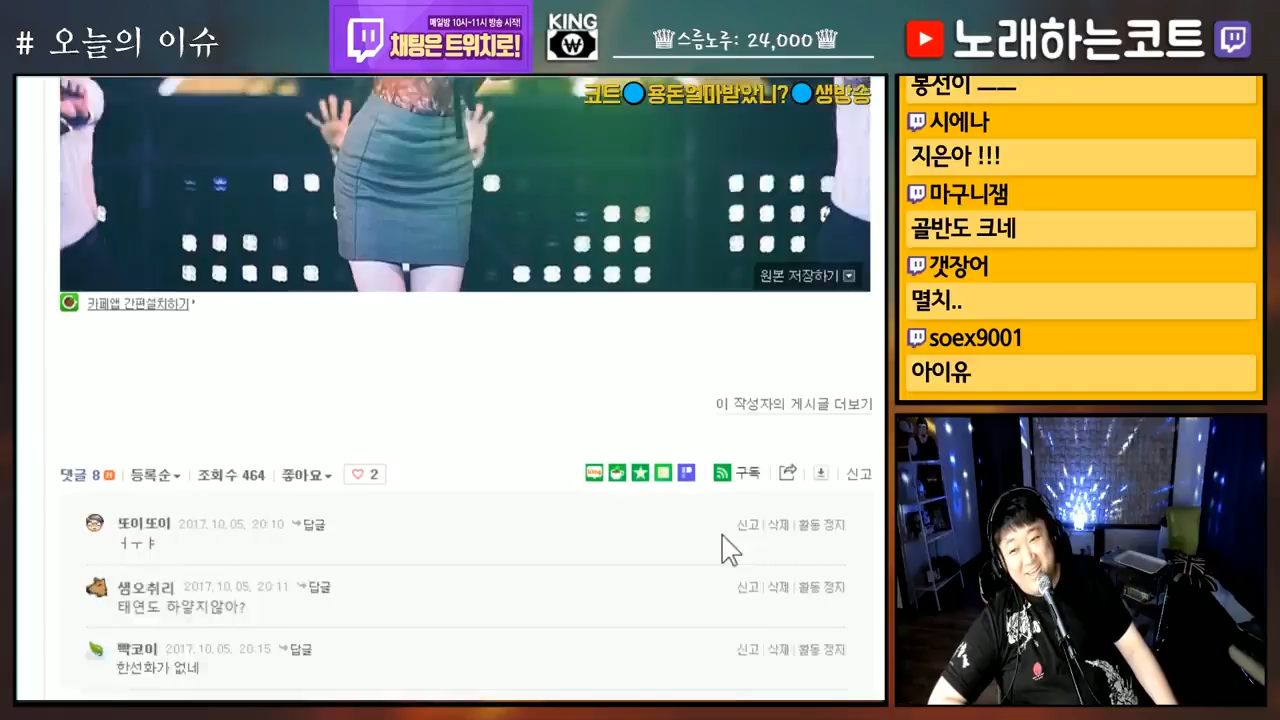 # 오늘의 이슈
매일밤 10시~11시 방송 시작!
채팅은 트위치로!
KING
₩
스름노루: 24,000
노래하는코트
코트🔵용돈얼마받았니?🔵생방송
원본 저장하기
카페앱 간편설치하기
이 작성자의 게시글 더보기
댓글 8 | 등록순 | 조회수 464 | 좋아요 ♡ 2
구독 | 신고
또이또이 2017. 10. 05. 20:10 답글 신고 | 삭제 | 활동 정지
ㅓㅜㅑ
샘오취리 2017. 10. 05. 20:11 답글 신고 | 삭제 | 활동 정지
태연도 하얗지않아?
빡코이 2017. 10. 05. 20:15 답글 신고 | 삭제 | 활동 정지
한선화가 없네
봉선이 ㅡㅡ
시에나
지은아 !!!
마구니잼
골반도 크네
갯장어
멸치..
soex9001
아이유